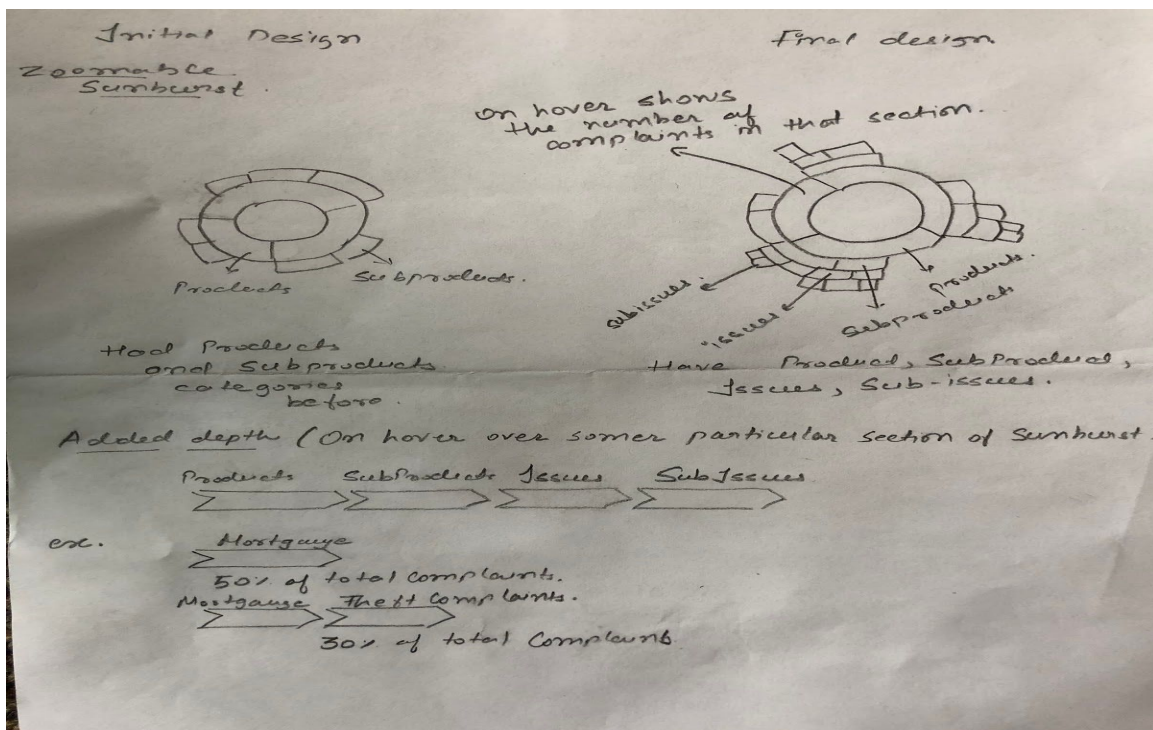 Initial Design
Zoomable
Sunburst.
Products
Subproducts.
Had Products
and Subproducts
categories
before.
Final design.
on hover shows
the number of
complaints in that section.
subissues.
"issues
Subproducts
products.
Have Product, SubProduct,
Issues, Sub-issues.
Added depth (On hover over somer particular section of Sunburst.
Products SubProducts Issues SubIssues
ex. Mortgauge
50% of total complaints.
Mortgauge Theft Complaints.
30% of total Complaints